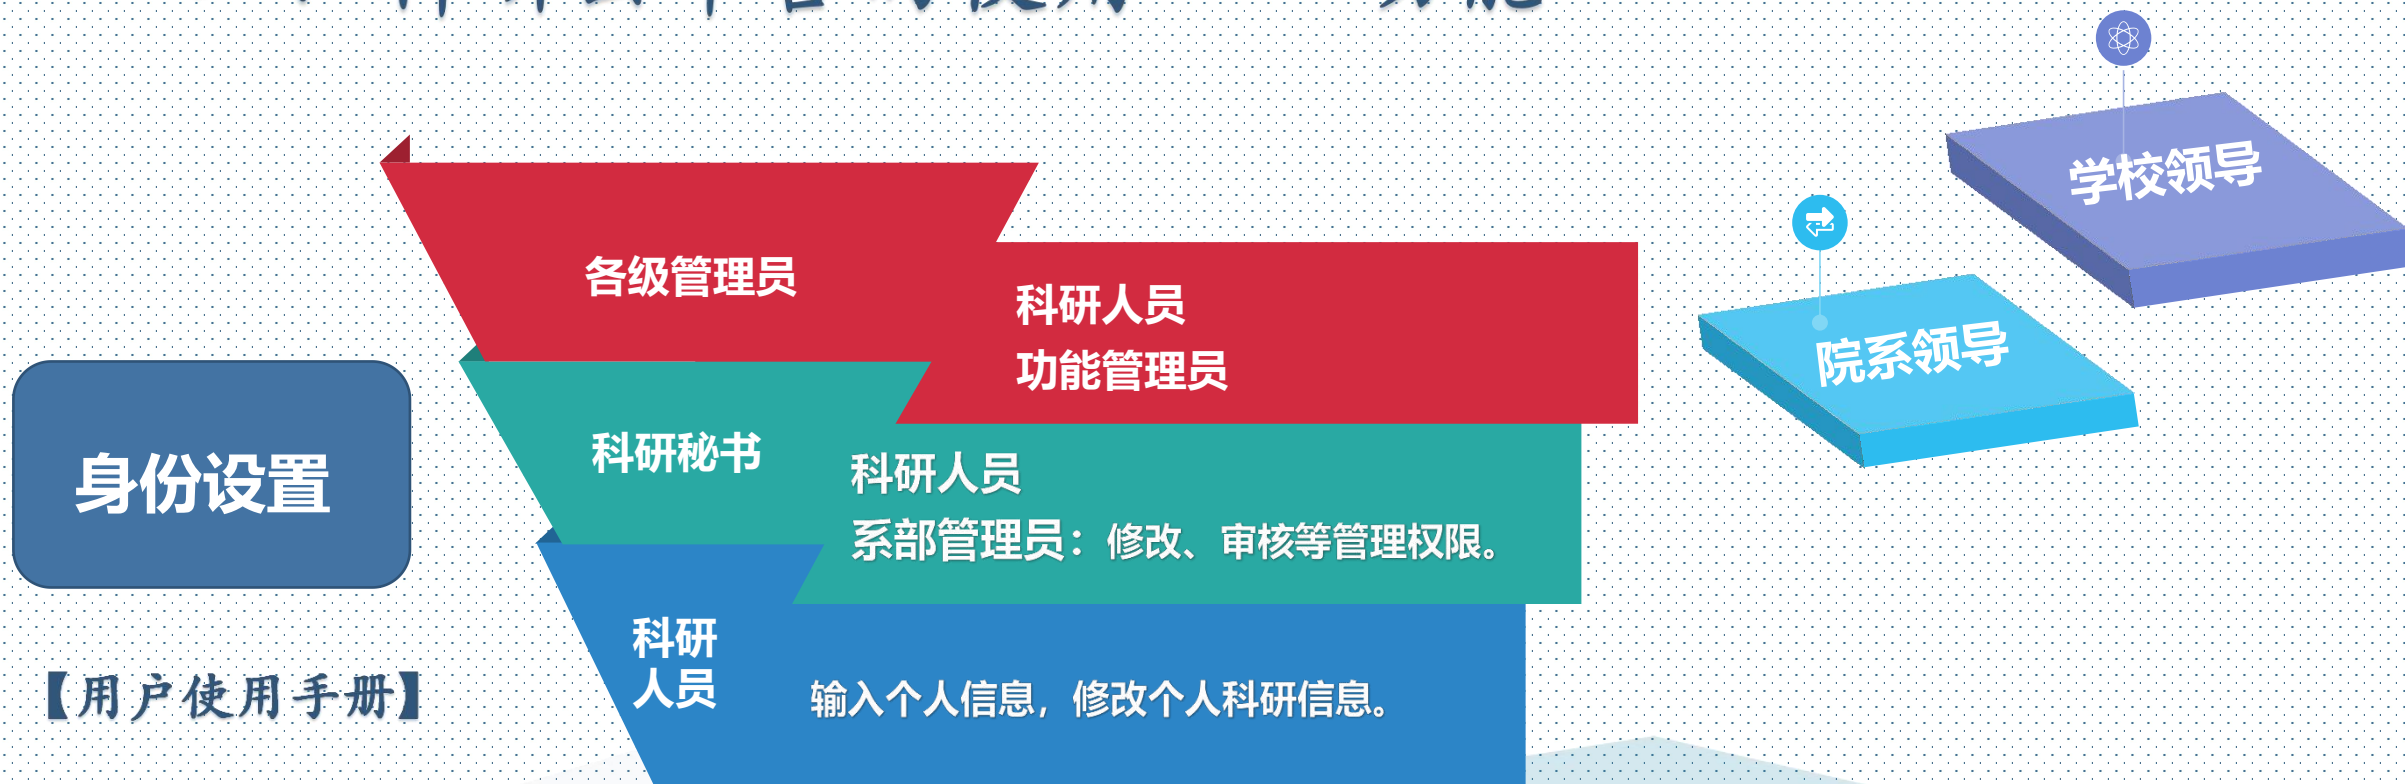 学校领导
院系领导
各级管理员
科研人员
功能管理员
身份设置
科研秘书
科研人员
系部管理员：修改、审核等管理权限。
科研
人员
输入个人信息，修改个人科研信息。
【用户使用手册】